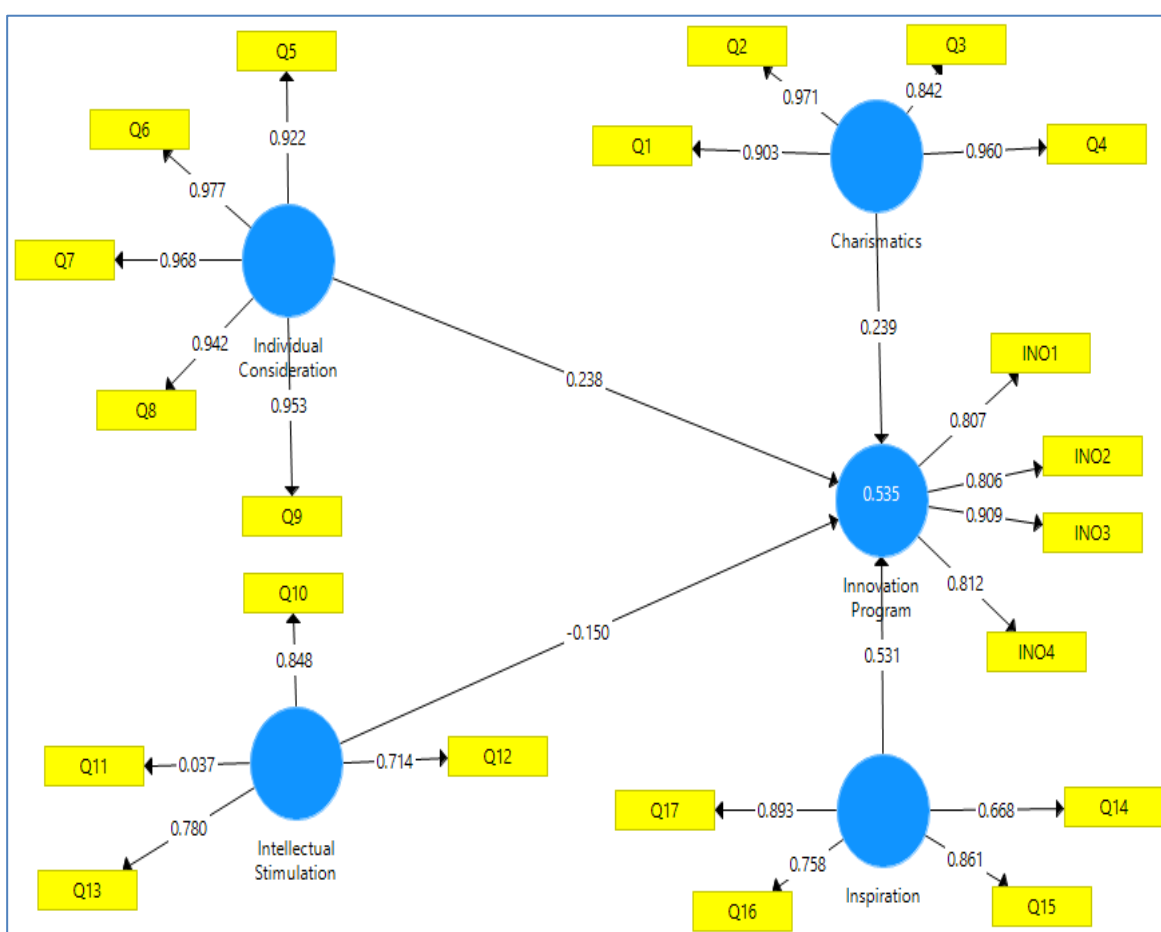 Q5
Q2
Q3
Q6
0.922
0.971
0.842
Q1
0.903
0.960
Q4
0.977
Q7
0.968
Charismatics
0.942
Individual
Consideration
0.239
INO1
Q8
0.953
0.238
0.807
INO2
0.806
0.535
Q9
0.909
INO3
Q10
Innovation
Program
0.812
-0.150
0.531
INO4
0.848
Q11
0.037
0.714
Q12
0.780
Q17
0.893
0.668
Q14
Intellectual
Stimulation
0.758
0.861
Q13
Inspiration
Q16
Q15